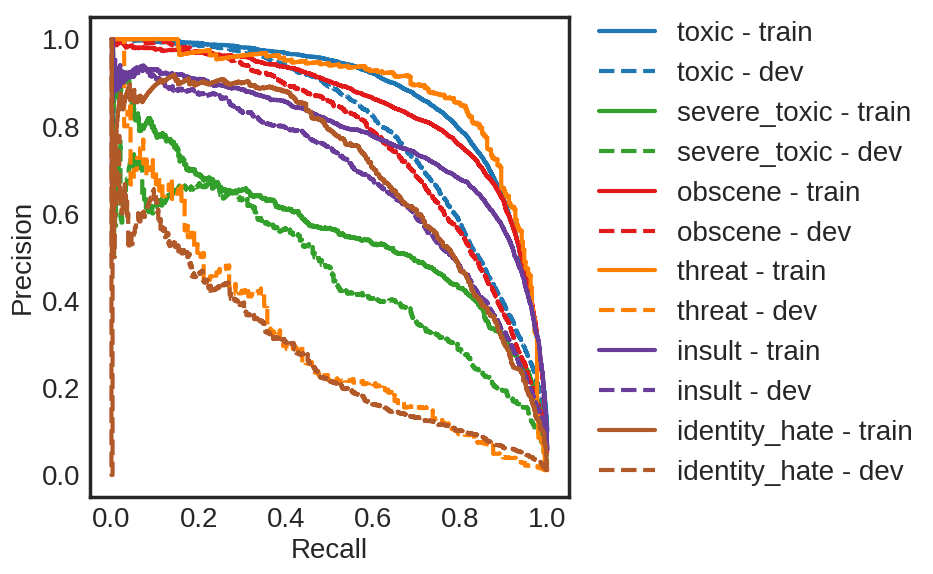 1.0
0.8
0.6
0.4
0.2
0.0
Precision
0.0 0.2 0.4 0.6 0.8 1.0
Recall
toxic - train
toxic - dev
severe_toxic - train
severe_toxic - dev
obscene - train
obscene - dev
threat - train
threat - dev
insult - train
insult - dev
identity_hate - train
identity_hate - dev